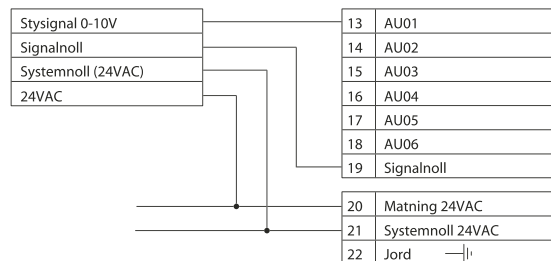 Stysignal 0-10V
Signalnoll
Systemnoll (24VAC)
24VAC
13 AU01
14 AU02
15 AU03
16 AU04
17 AU05
18 AU06
19 Signalnoll
20 Matning 24VAC
21 Systemnoll 24VAC
22 Jord